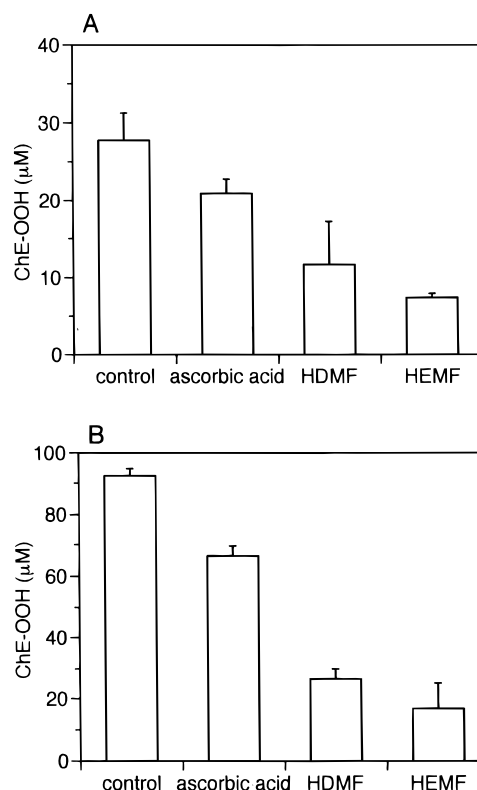 A
40
30
20
10
0
ChE-OOH (μM)
control ascorbic acid HDMF HEMF
B
100
80
60
40
20
0
ChE-OOH (μM)
control ascorbic acid HDMF HEMF